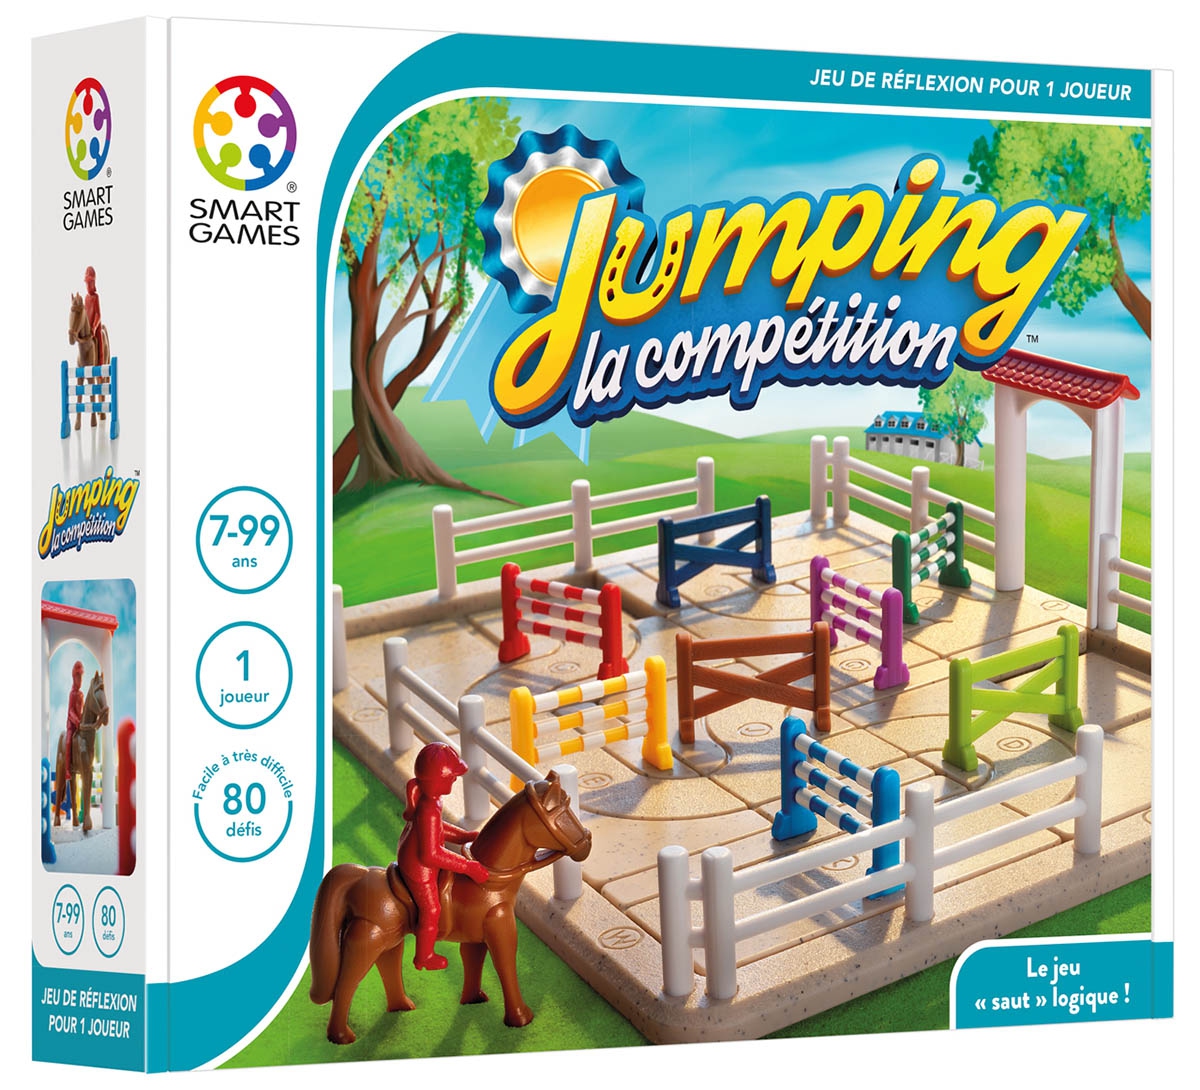 SMART
GAMES
®
Jumping
la compétition
™
7-99
ans
80
défis
JEU DE RÉFLEXION
POUR 1 JOUEUR
SMART
GAMES
®
7-99
ans
1
joueur
Facile à très difficile
80
défis
JEU DE RÉFLEXION POUR 1 JOUEUR
Jumping
la compétition
™
Le jeu
« saut » logique !